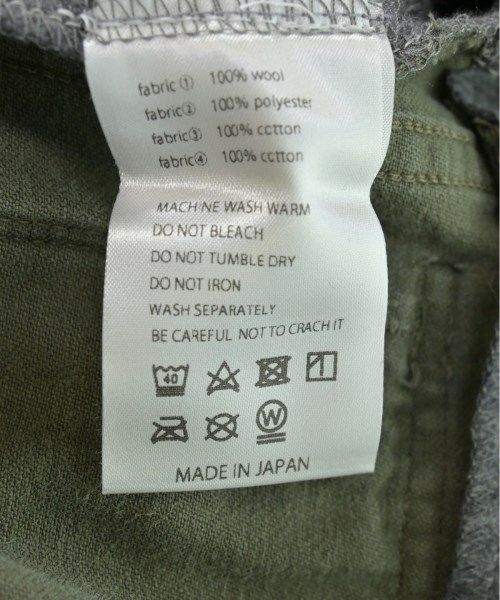 fabric① 100% wool
fabric② 100% polyester
fabric③ 100% cotton
fabric④ 100% cotton
MACHINE WASH WARM
DO NOT BLEACH
DO NOT TUMBLE DRY
DO NOT IRON
WASH SEPARATELY
BE CAREFUL NOT TO CRACH IT
40
W
MADE IN JAPAN